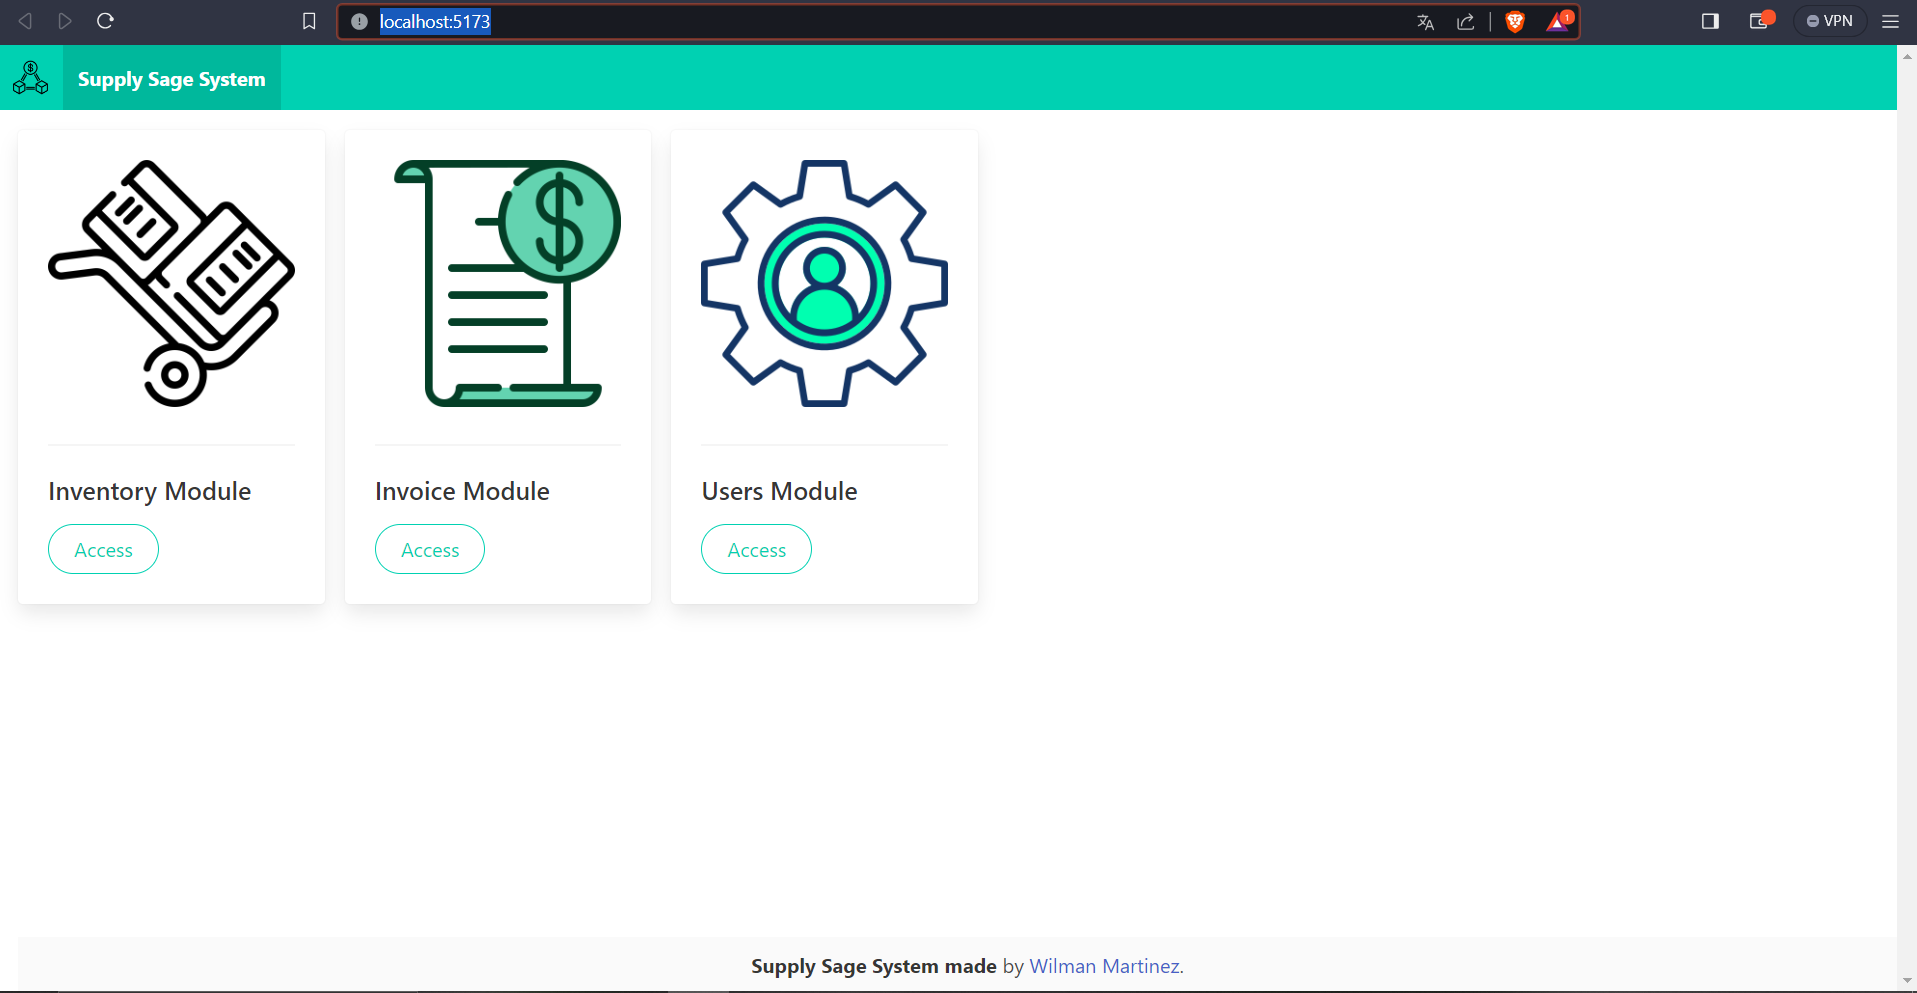 localhost:5173
1
VPN
$
Supply Sage System
$
Inventory Module
Invoice Module
Users Module
Access
Access
Access
Supply Sage System made by Wilman Martinez.